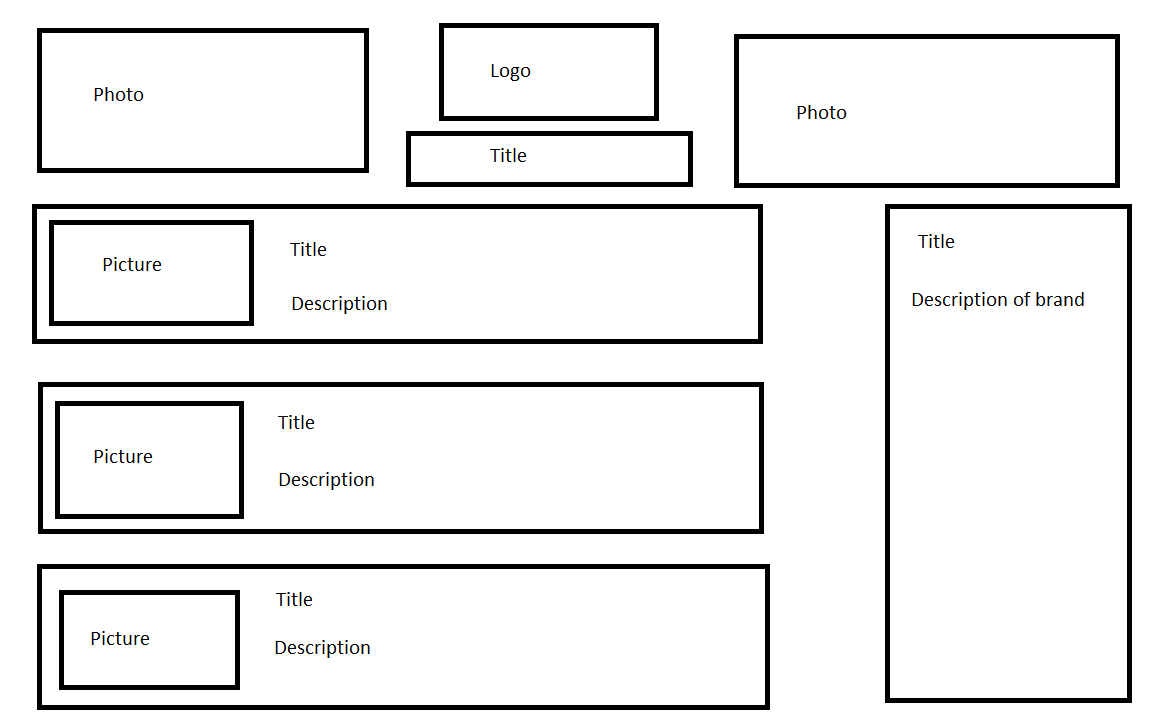 Photo
Logo
Title
Photo
Picture
Title
Description
Picture
Title
Description
Picture
Title
Description
Title
Description of brand